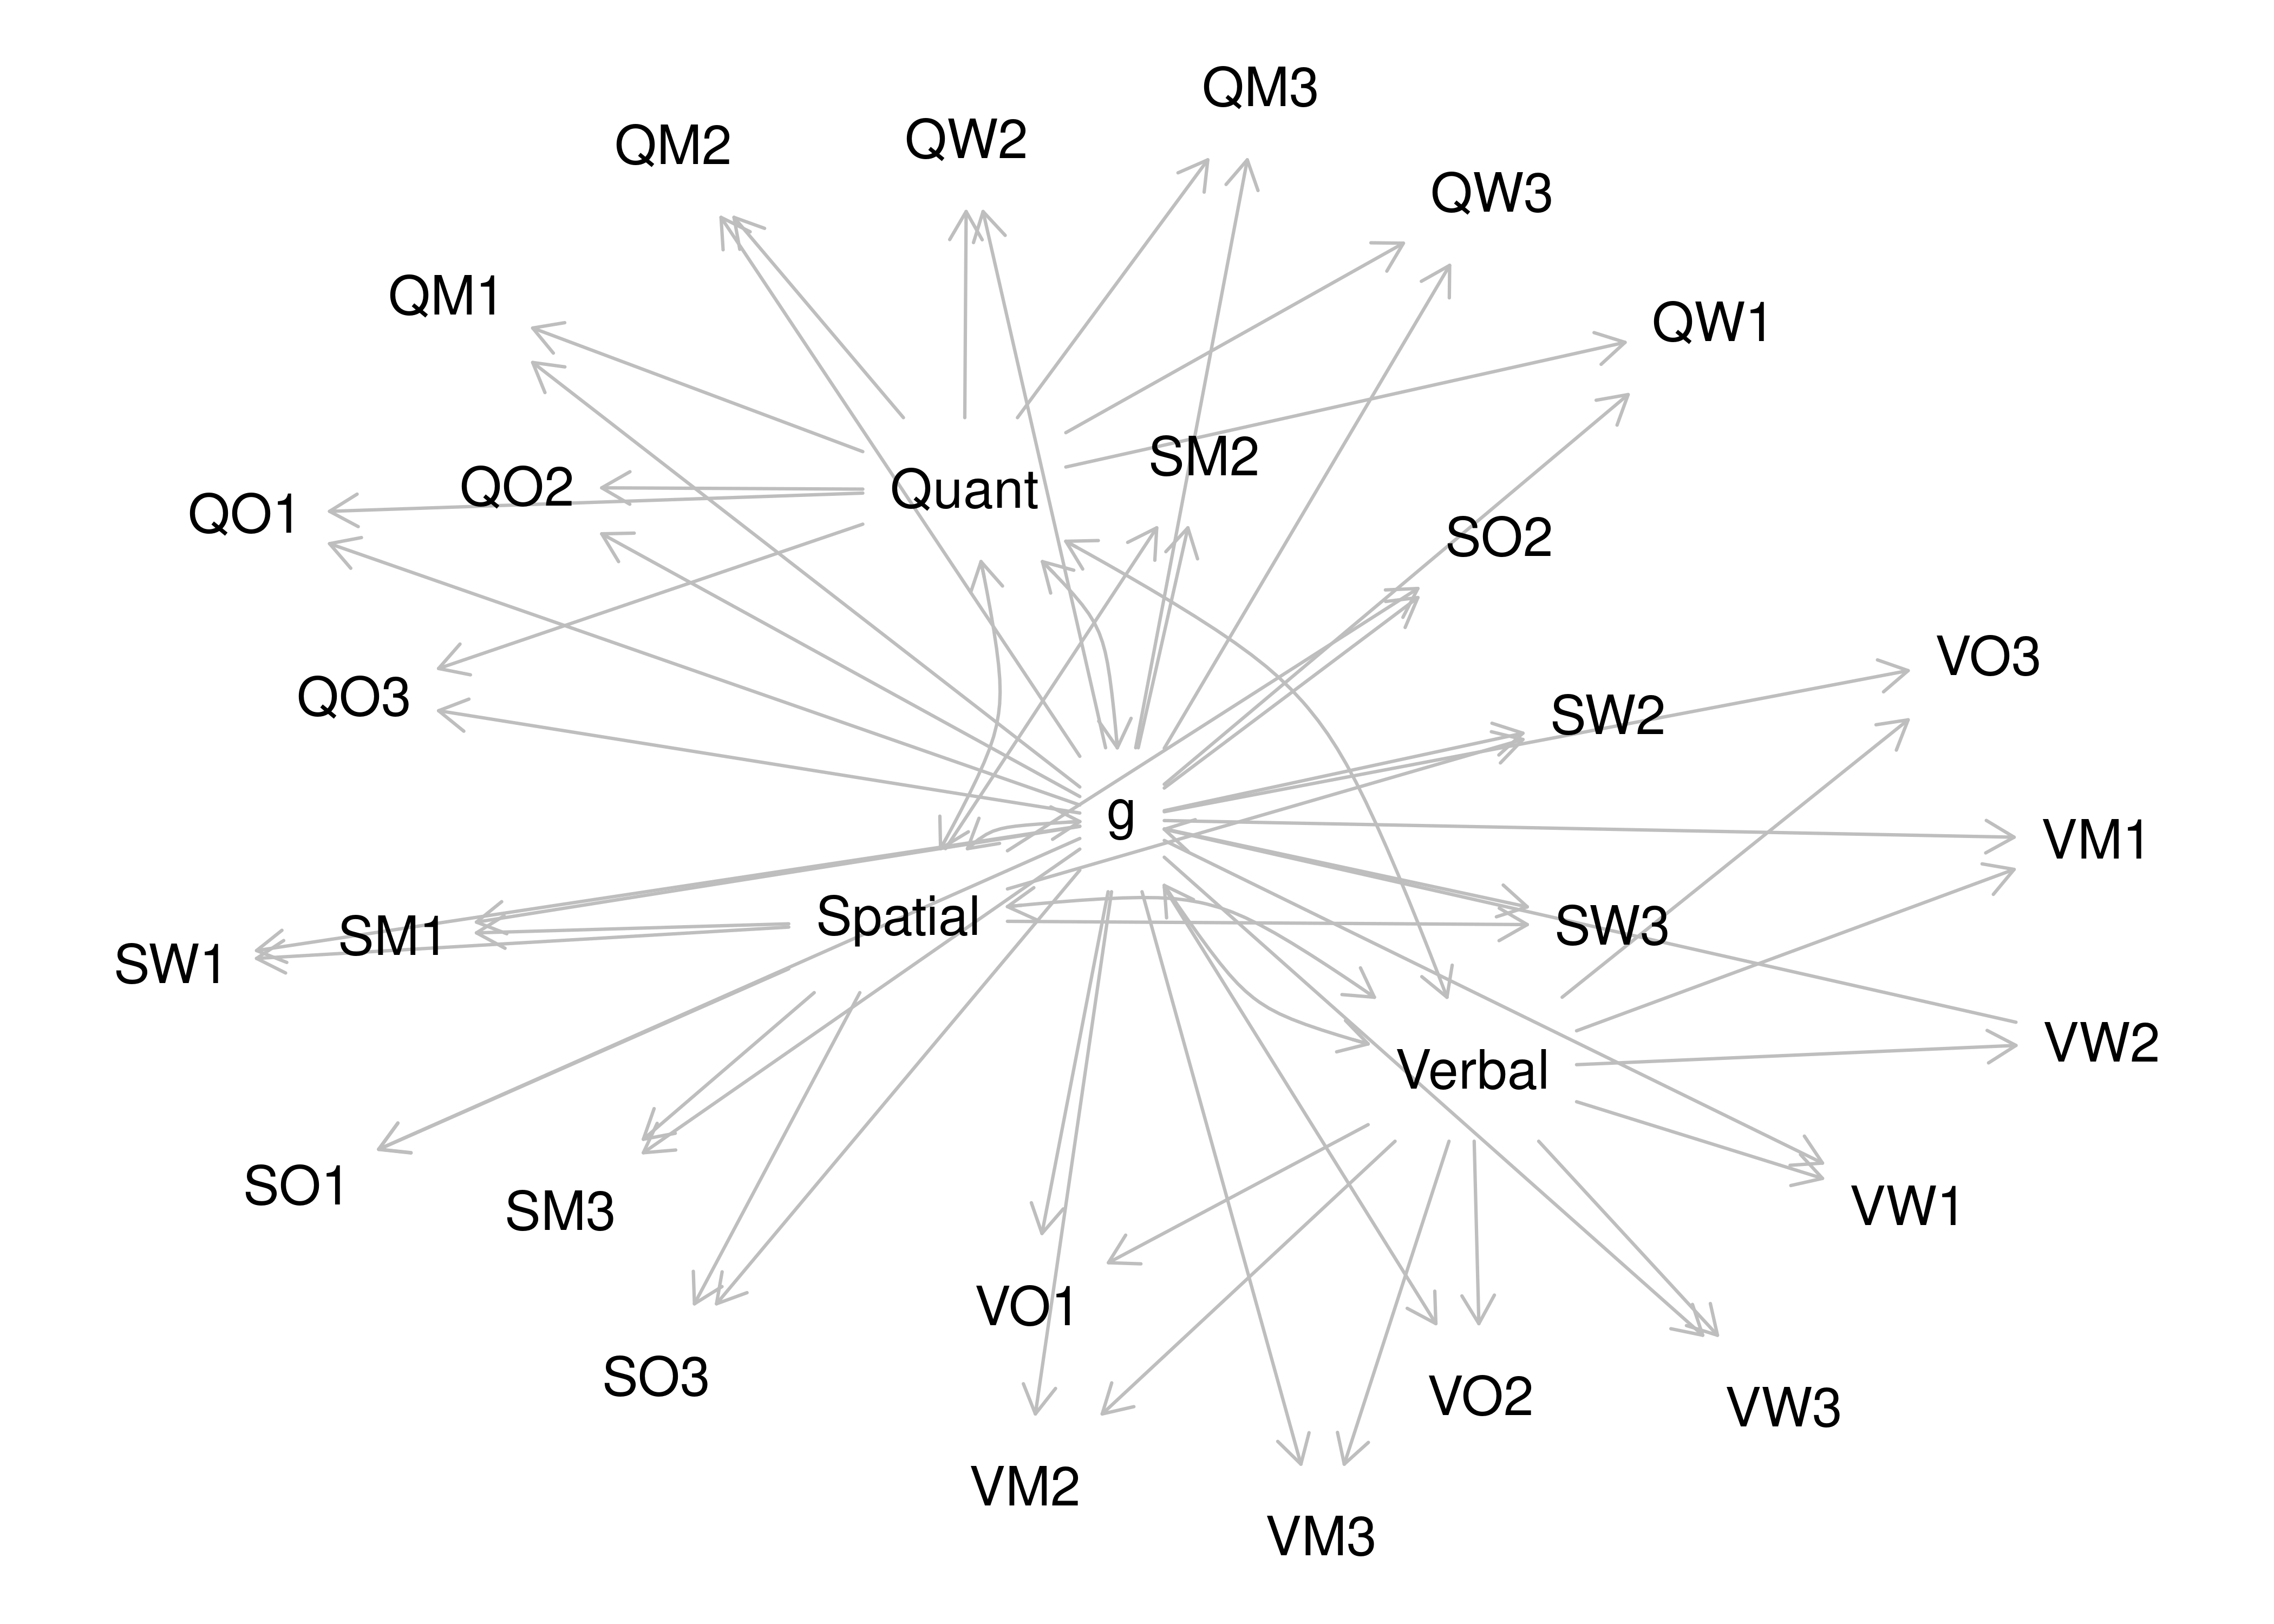 QM3
QM2
QW2
QW3
QM1
QW1
SM2
QO2
Quant
QO1
SO2
VO3
QO3
SW2
g
VM1
Spatial
SW3
SM1
SW1
VW2
Verbal
SO1
VW1
SM3
VO1
SO3
VO2
VW3
VM2
VM3